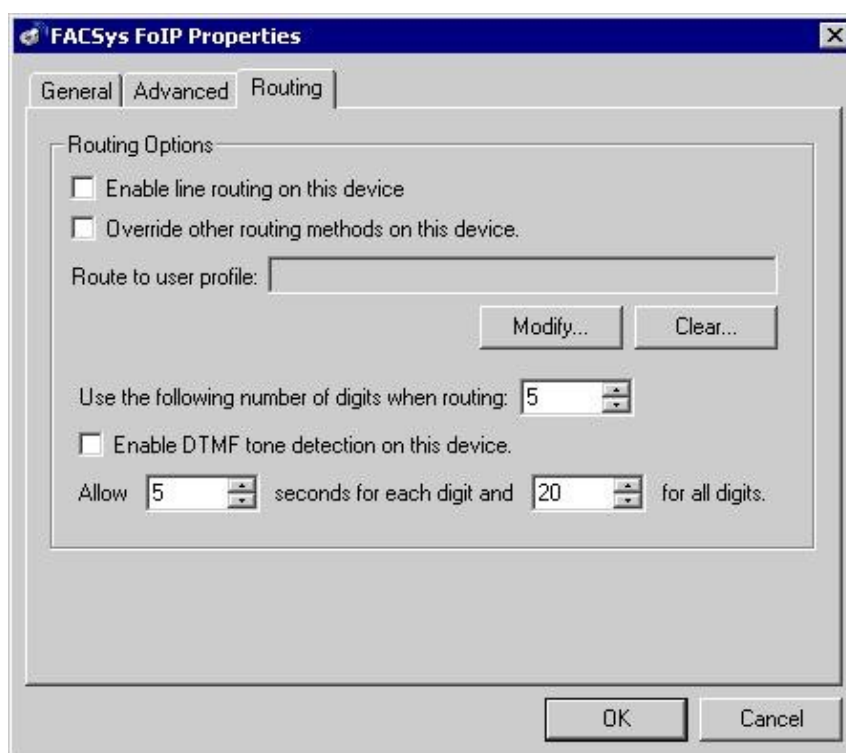 FACSys FoIP Properties
General Advanced Routing
Routing Options
Enable line routing on this device
Override other routing methods on this device.
Route to user profile:
Modify... Clear...
Use the following number of digits when routing: 5
Enable DTMF tone detection on this device.
Allow 5 seconds for each digit and 20 for all digits.
OK Cancel